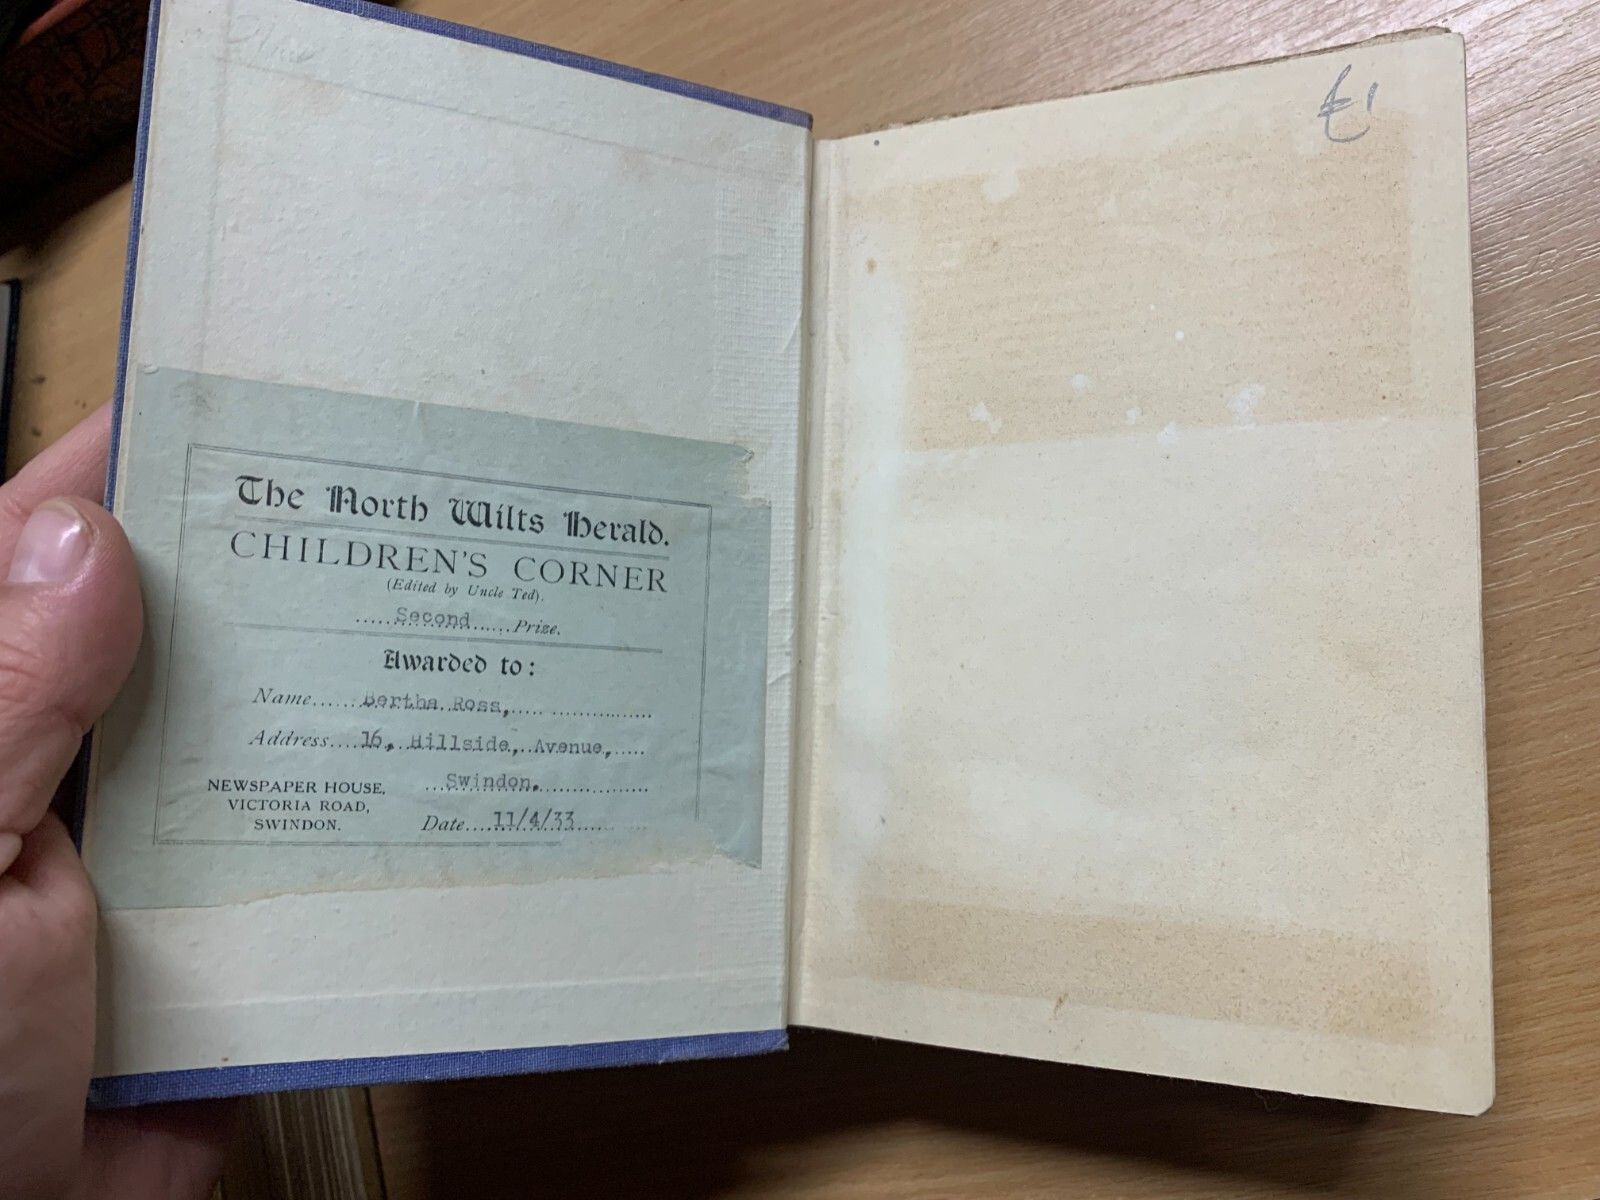 The North Wilts Herald.
CHILDREN'S CORNER
(Edited by Uncle Ted).
.....Second......Prize.
Awarded to:
Name......Bertha Ross,..................
Address....16, Hillside, Avenue,.....
...Swindon,................
NEWSPAPER HOUSE,
VICTORIA ROAD,
SWINDON.
Date....11/4/33..........
£1